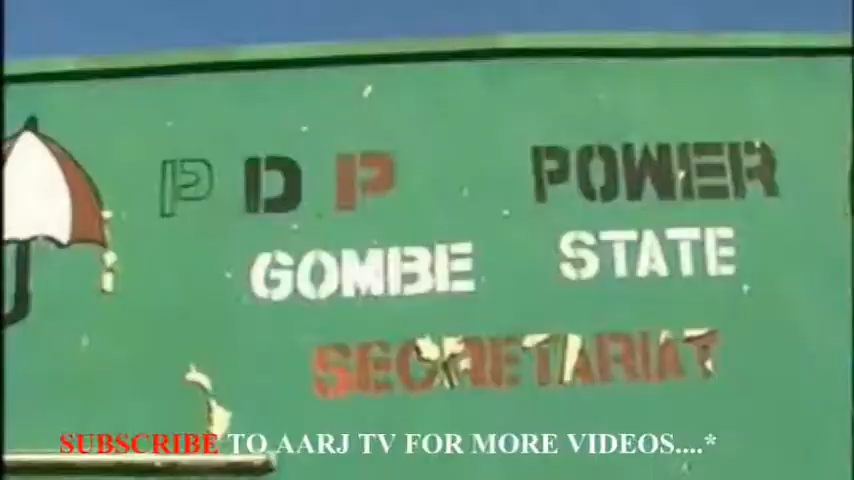 PDP POWER
GOMBE STATE
SECRETARIAT
SUBSCRIBE TO AARJ TV FOR MORE VIDEOS....*